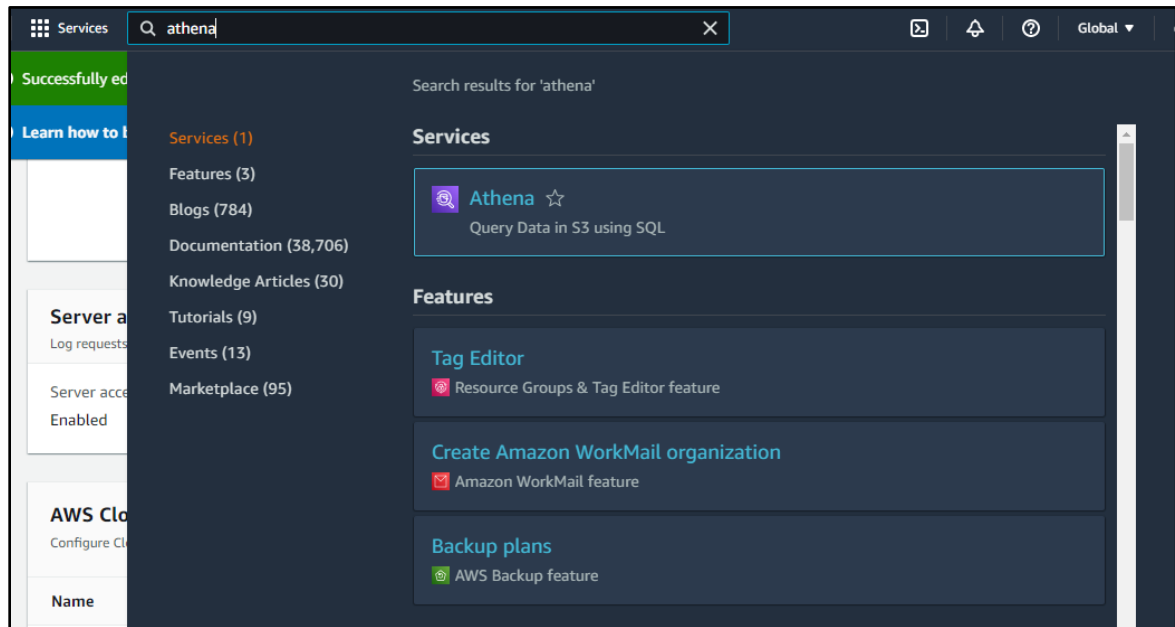 Services
athena
Global
Successfully ed
Learn how to b
Search results for 'athena'
Services (1)
Features (3)
Blogs (784)
Documentation (38,706)
Knowledge Articles (30)
Tutorials (9)
Events (13)
Marketplace (95)
Services
Athena
Query Data in S3 using SQL
Features
Tag Editor
Resource Groups & Tag Editor feature
Create Amazon WorkMail organization
Amazon WorkMail feature
Backup plans
AWS Backup feature
Server a
Log requests
Server acce
Enabled
AWS Clo
Configure Cl
Name